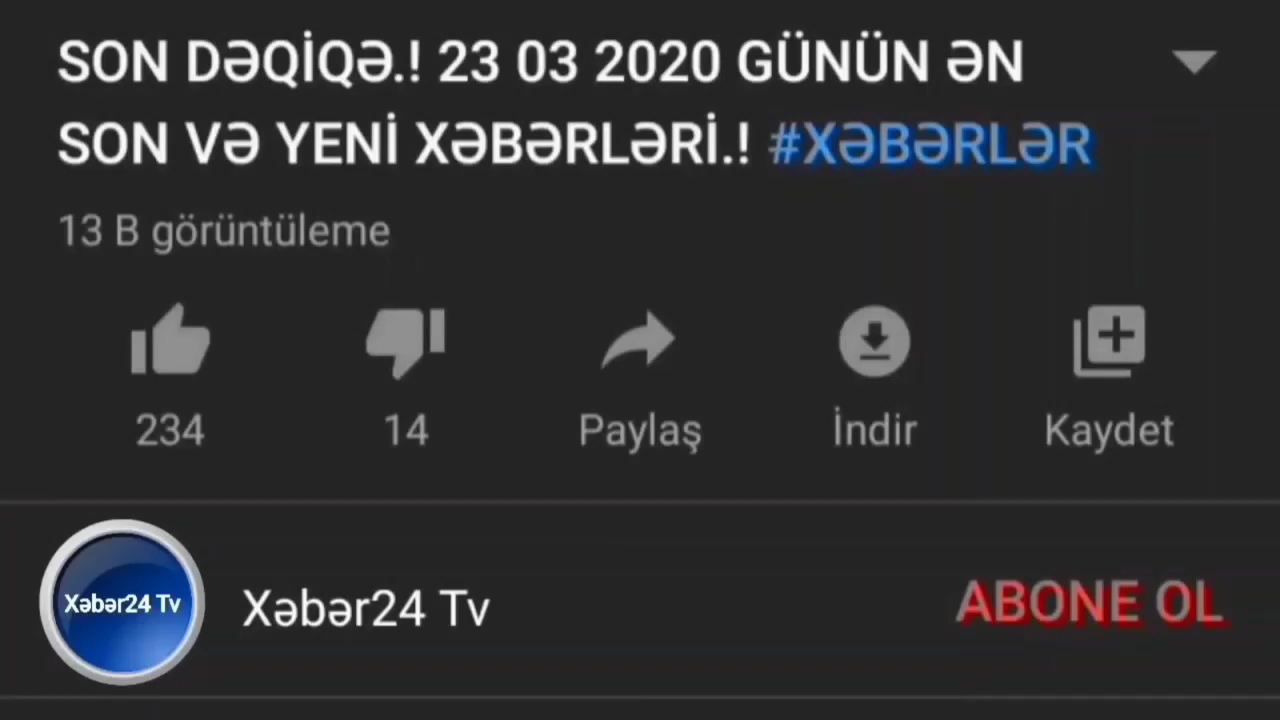 SON DƏQİQƏ.! 23 03 2020 GÜNÜN ƏN
SON VƏ YENİ XƏBƏRLƏRİ.! #XƏBƏRLƏR
13 B görüntüleme
234
14
Paylaş
İndir
Kaydet
Xəbər24 Tv
Xəbər24 Tv
ABONE OL